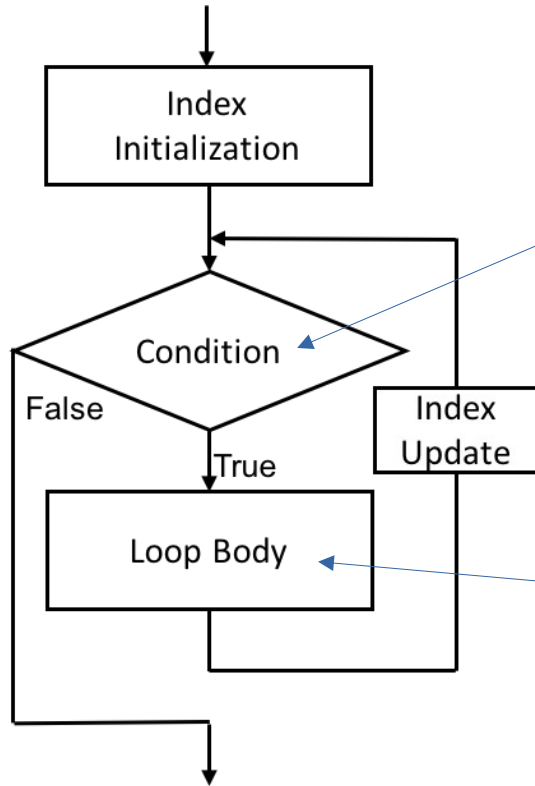 Index
Initialization
Condition
False
Index
Update
True
Loop Body